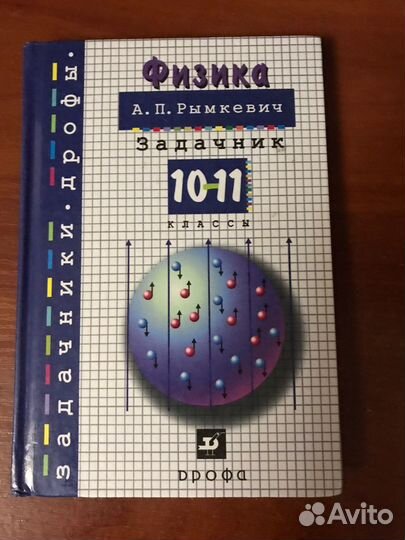 Физика
А.П.Рымкевич
Задачник
10-11
классы
задачники.дрофы.
Дрофа
Avito